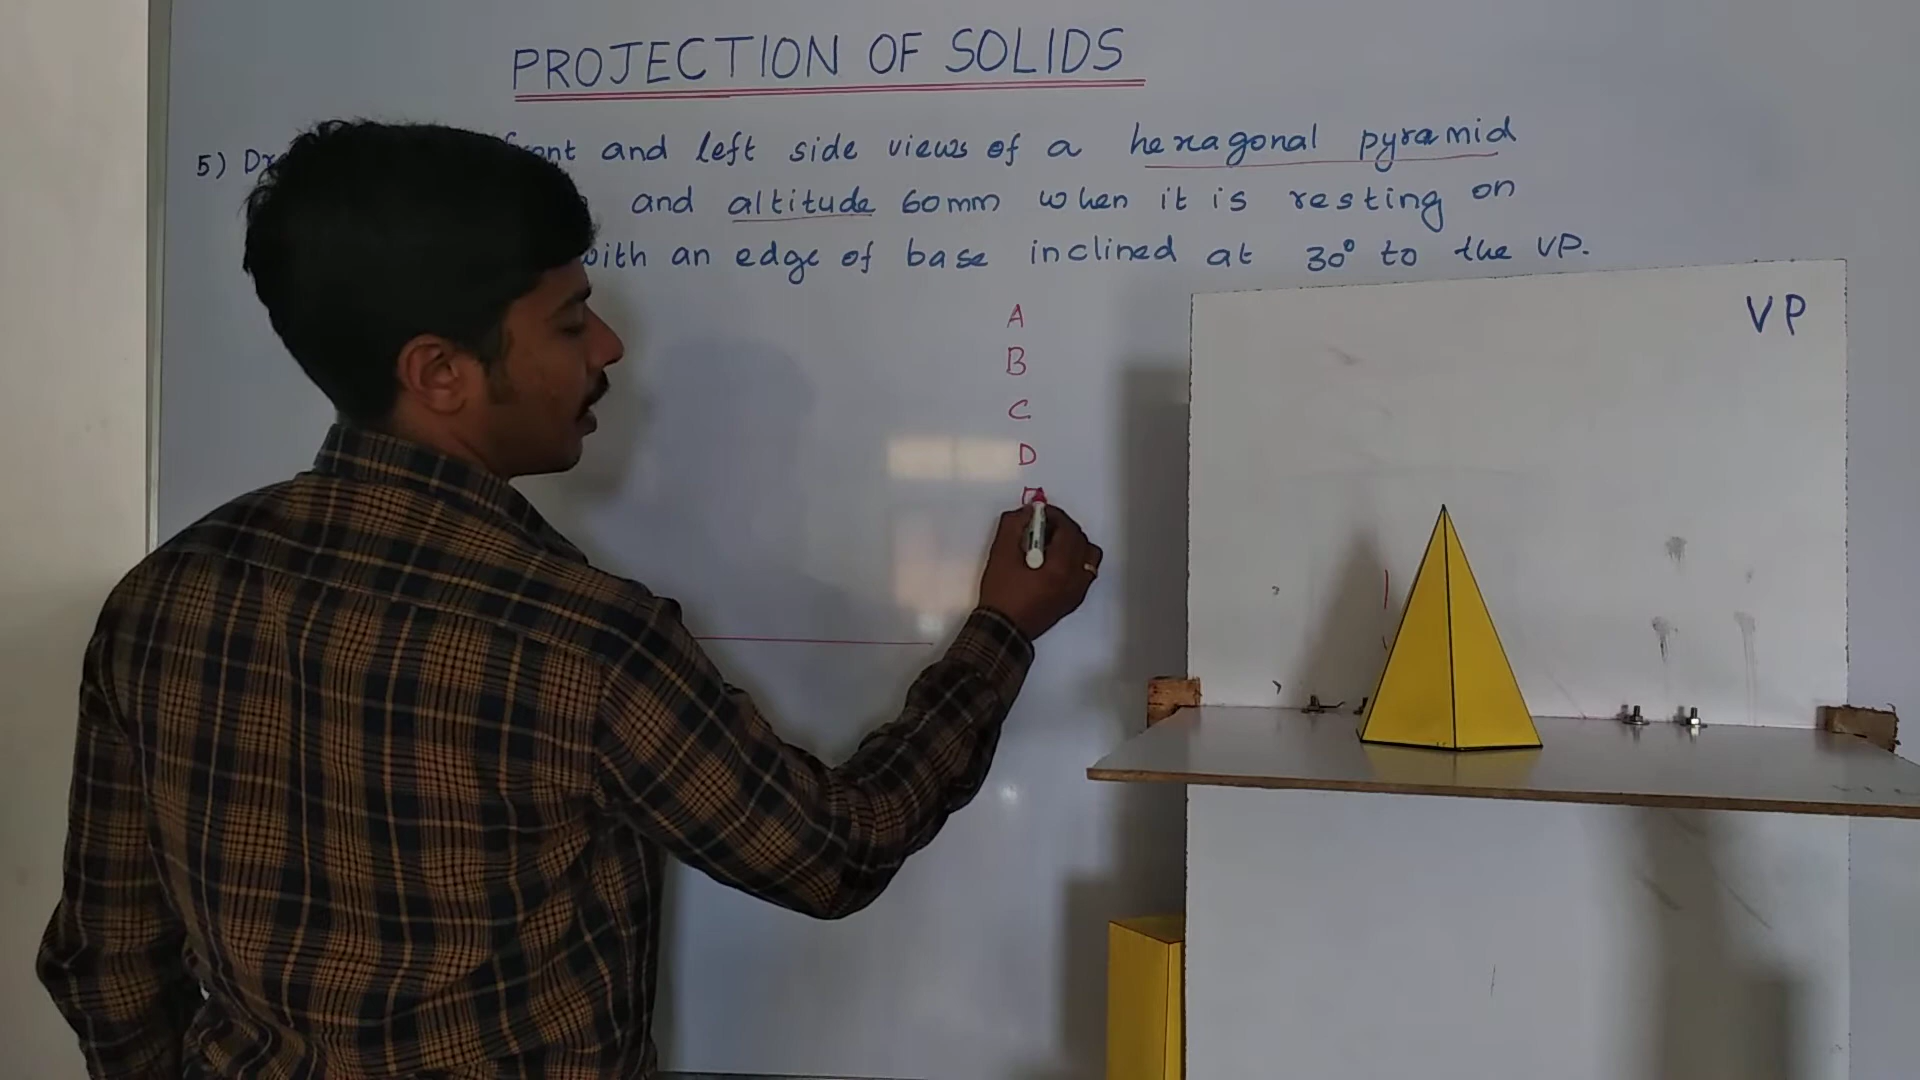 PROJECTION OF SOLIDS
5) front and left side views of a hexagonal pyramid
and altitude 60mm when it is resting on
with an edge of base inclined at 30° to the VP.
A
B
C
D
VP